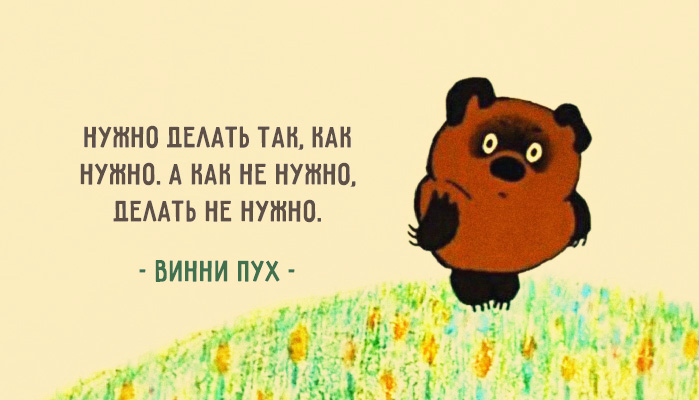 НУЖНО ДЕЛАТЬ ТАК, КАК
НУЖНО. А КАК НЕ НУЖНО,
ДЕЛАТЬ НЕ НУЖНО.
- ВИННИ ПУХ -